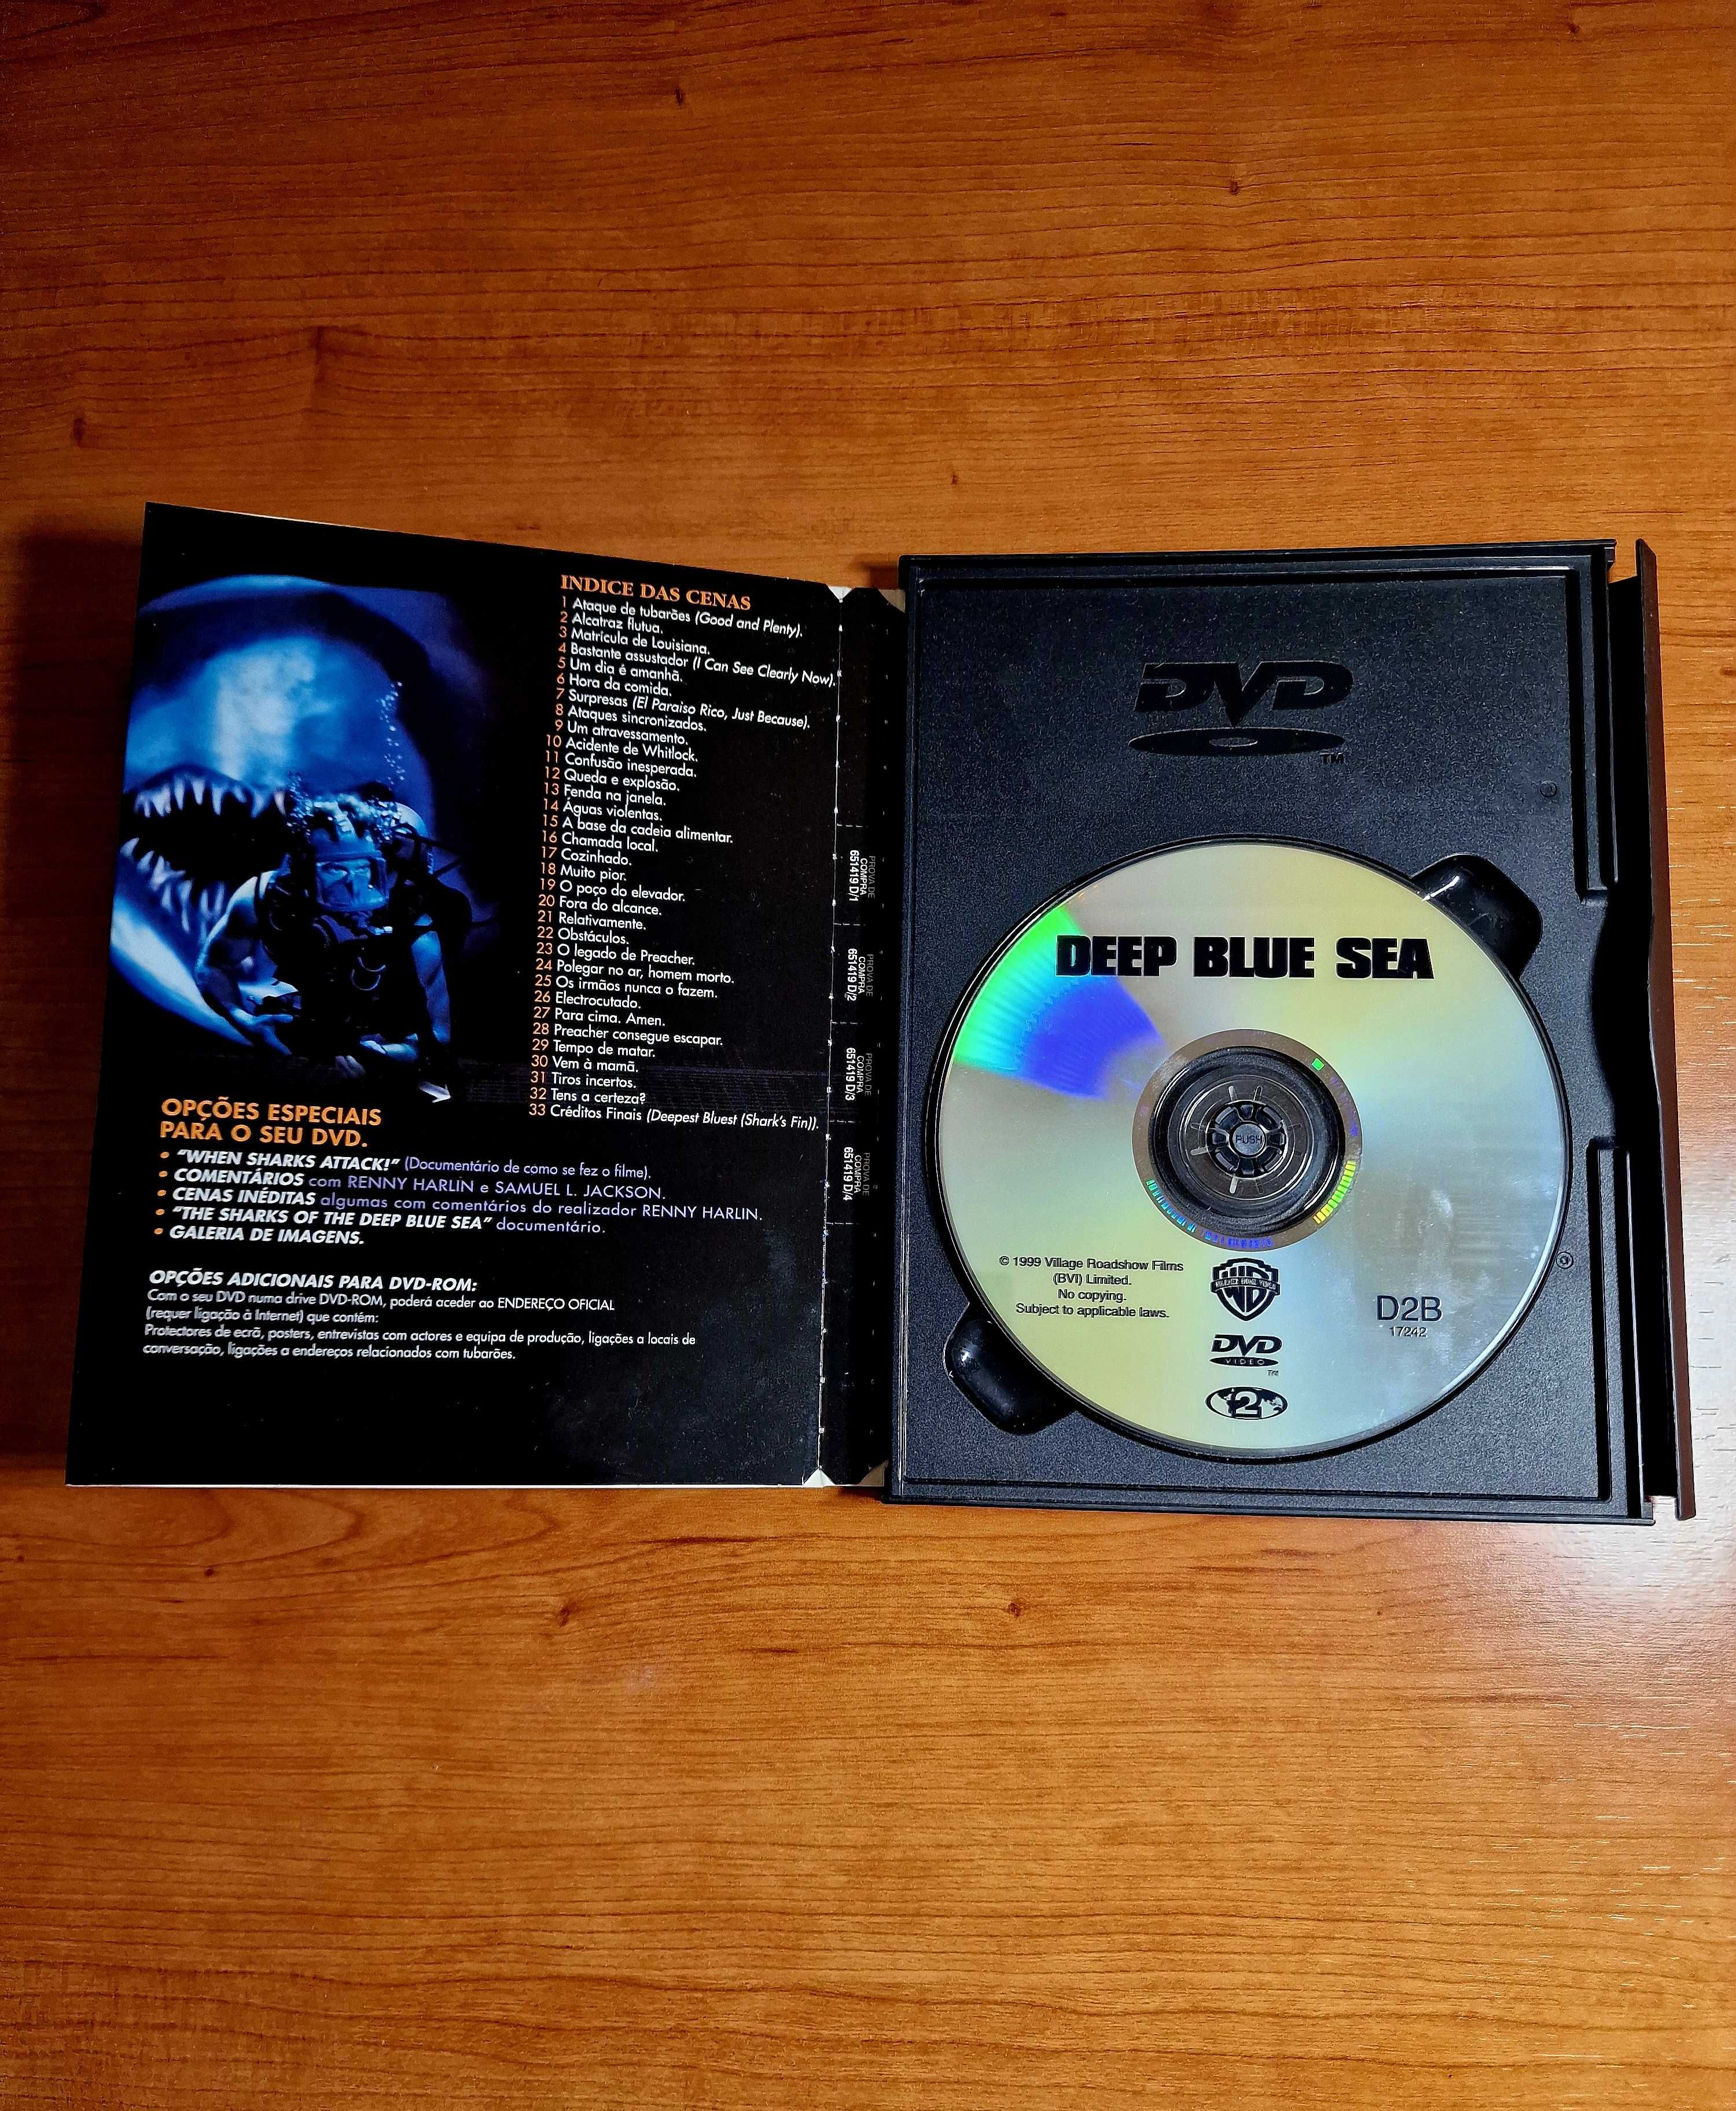 INDICE DAS CENAS
1 Ataque de tubarões (Good and Plenty).
2 Alcatraz flutua.
3 Matrícula de Louisiana.
4 Bastante assustador (I Can See Clearly Now).
5 Um dia é amanhã.
6 Hora da comida.
7 Surpresas (El Paraiso Rico, Just Because).
8 Ataques sincronizados.
9 Um atravessamento.
10 Acidente de Whitlock.
11 Confusão inesperada.
12 Queda e explosão.
13 Fenda na janela.
14 Águas violentas.
15 A base da cadeia alimentar.
16 Chamada local.
17 Cozinhado.
18 Muito pior.
19 O poço do elevador.
20 Fora do alcance.
21 Relativamente.
22 Obstáculos.
23 O legado de Preacher.
24 Polegar no ar, homem morto.
25 Os irmãos nunca o fazem.
26 Electrocutado.
27 Para cima. Amen.
28 Preacher consegue escapar.
29 Tempo de matar.
30 Vem à mamã.
31 Tiros incertos.
32 Tens a certeza?
33 Créditos Finais (Deepest Bluest (Shark's Fin)).
OPÇÕES ESPECIAIS
PARA O SEU DVD.
• "WHEN SHARKS ATTACK!" (Documentário de como se fez o filme).
• COMENTÁRIOS com RENNY HARLIN e SAMUEL L. JACKSON.
• CENAS INÉDITAS algumas com comentários do realizador RENNY HARLIN.
• "THE SHARKS OF THE DEEP BLUE SEA" documentário.
• GALERIA DE IMAGENS.
OPÇÕES ADICIONAIS PARA DVD-ROM:
Com o seu DVD numa drive DVD-ROM, poderá aceder ao ENDEREÇO OFICIAL
(requer ligação à Internet) que contém:
Protectores de ecrã, posters, entrevistas com actores e equipa de produção, ligações a locais de
conversação, ligações a endereços relacionados com tubarões.
PROVA DE
COMPRA
651419 D/1
PROVA DE
COMPRA
651419 D/2
PROVA DE
COMPRA
651419 D/3
PROVA DE
COMPRA
651419 D/4
DVD
TM
DEEP BLUE SEA
PUSH
© 1999 Village Roadshow Films
(BVI) Limited.
No copying.
Subject to applicable laws.
WARNER HOME VIDEO
DVD
VIDEO
TM
2
D2B
17242